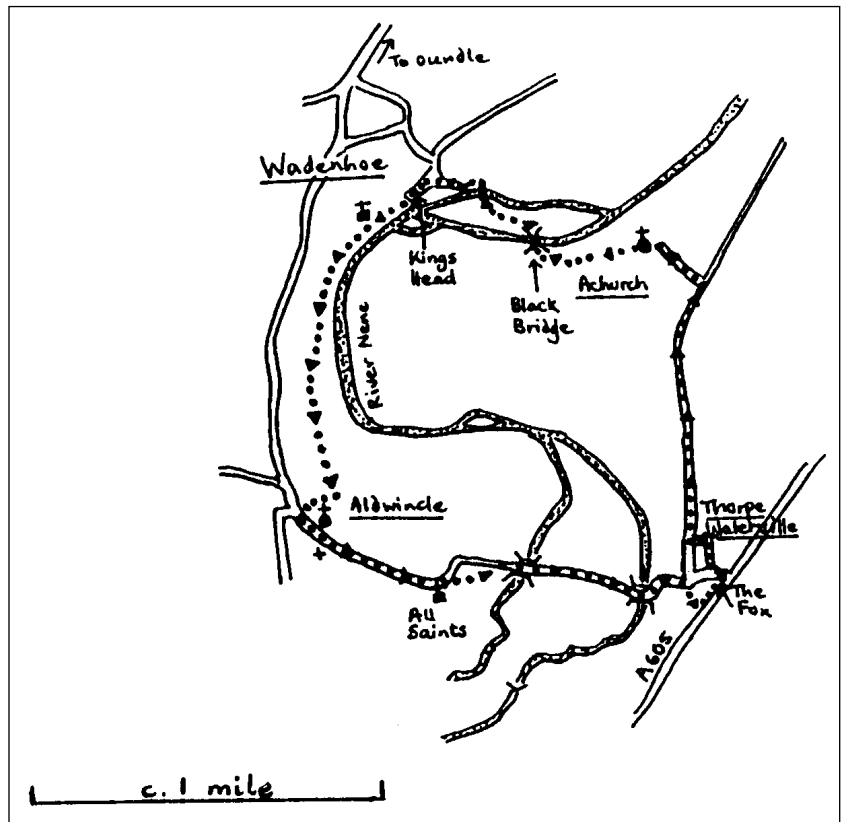 To Oundle
Wadenhoe
Kings
Head
Black
Bridge
Achurch
River Nene
Aldwincle
All
Saints
Thorpe
Waterville
The
Fox
A605
c. 1 mile